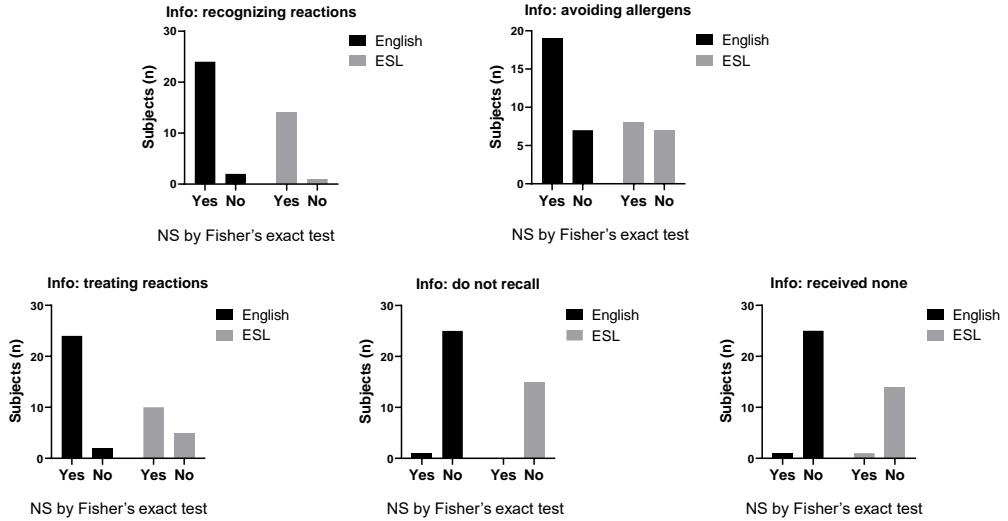 Info: recognizing reactions
Subjects (n)
30
20
10
0
Yes No Yes No
English
ESL
NS by Fisher’s exact test
Info: avoiding allergens
Subjects (n)
20
15
10
5
0
Yes No Yes No
English
ESL
NS by Fisher’s exact test
Info: treating reactions
Subjects (n)
30
20
10
0
Yes No Yes No
English
ESL
NS by Fisher’s exact test
Info: do not recall
Subjects (n)
30
20
10
0
Yes No Yes No
English
ESL
NS by Fisher’s exact test
Info: received none
Subjects (n)
30
20
10
0
Yes No Yes No
English
ESL
NS by Fisher’s exact test